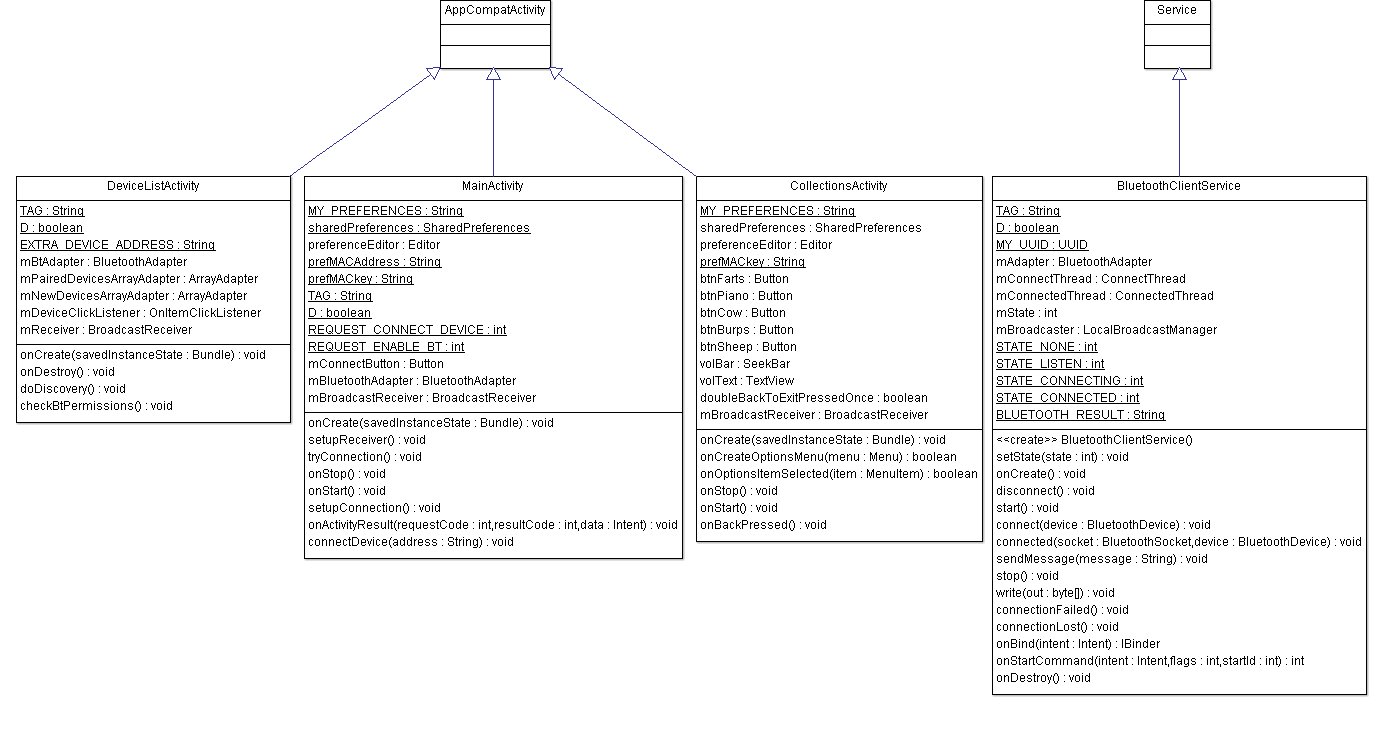 AppCompatActivity
Service
DeviceListActivity
TAG : String
D : boolean
EXTRA_DEVICE_ADDRESS : String
mBtAdapter : BluetoothAdapter
mPairedDevicesArrayAdapter : ArrayAdapter
mNewDevicesArrayAdapter : ArrayAdapter
mDeviceClickListener : OnItemClickListener
mReceiver : BroadcastReceiver
onCreate(savedInstanceState : Bundle) : void
onDestroy() : void
doDiscovery() : void
checkBtPermissions() : void
MainActivity
MY_PREFERENCES : String
sharedPreferences : SharedPreferences
preferenceEditor : Editor
prefMACAddress : String
prefMACkey : String
TAG : String
D : boolean
REQUEST_CONNECT_DEVICE : int
REQUEST_ENABLE_BT : int
mConnectButton : Button
mBluetoothAdapter : BluetoothAdapter
mBroadcastReceiver : BroadcastReceiver
onCreate(savedInstanceState : Bundle) : void
setupReceiver() : void
tryConnection() : void
onStop() : void
onStart() : void
setupConnection() : void
onActivityResult(requestCode : int,resultCode : int,data : Intent) : void
connectDevice(address : String) : void
CollectionsActivity
MY_PREFERENCES : String
sharedPreferences : SharedPreferences
preferenceEditor : Editor
prefMACkey : String
btnFarts : Button
btnPiano : Button
btnCow : Button
btnBurps : Button
btnSheep : Button
volBar : SeekBar
volText : TextView
doubleBackToExitPressedOnce : boolean
mBroadcastReceiver : BroadcastReceiver
onCreate(savedInstanceState : Bundle) : void
onCreateOptionsMenu(menu : Menu) : boolean
onOptionsItemSelected(item : MenuItem) : boolean
onStop() : void
onStart() : void
onBackPressed() : void
BluetoothClientService
TAG : String
D : boolean
MY_UUID : UUID
mAdapter : BluetoothAdapter
mConnectThread : ConnectThread
mConnectedThread : ConnectedThread
mState : int
mBroadcaster : LocalBroadcastManager
STATE_NONE : int
STATE_LISTEN : int
STATE_CONNECTING : int
STATE_CONNECTED : int
BLUETOOTH_RESULT : String
<<create>> BluetoothClientService()
setState(state : int) : void
onCreate() : void
disconnect() : void
start() : void
connect(device : BluetoothDevice) : void
connected(socket : BluetoothSocket,device : BluetoothDevice) : void
sendMessage(message : String) : void
stop() : void
write(out : byte[]) : void
connectionFailed() : void
connectionLost() : void
onBind(intent : Intent) : IBinder
onStartCommand(intent : Intent,flags : int,startId : int) : int
onDestroy() : void